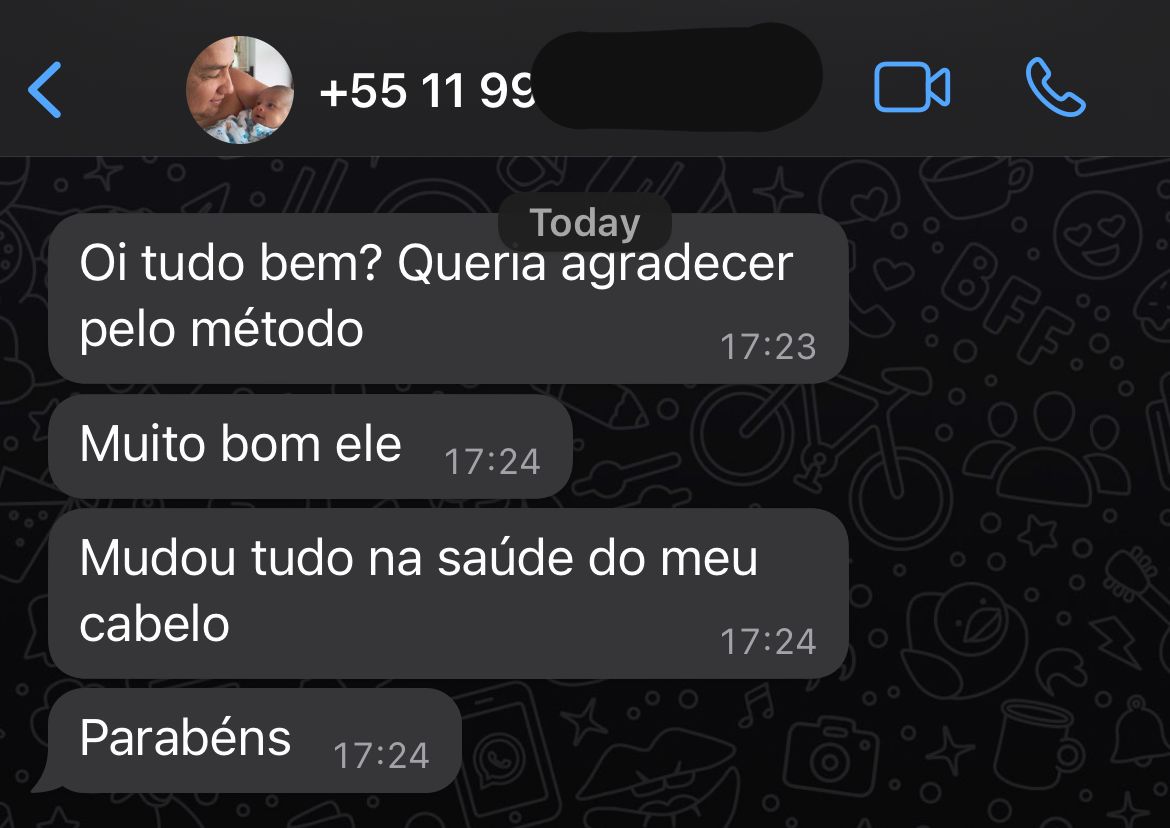 +55 11 99
Today
Oi tudo bem? Queria agradecer
pelo método
17:23
Muito bom ele
17:24
Mudou tudo na saúde do meu
cabelo
17:24
Parabéns
17:24
BFF